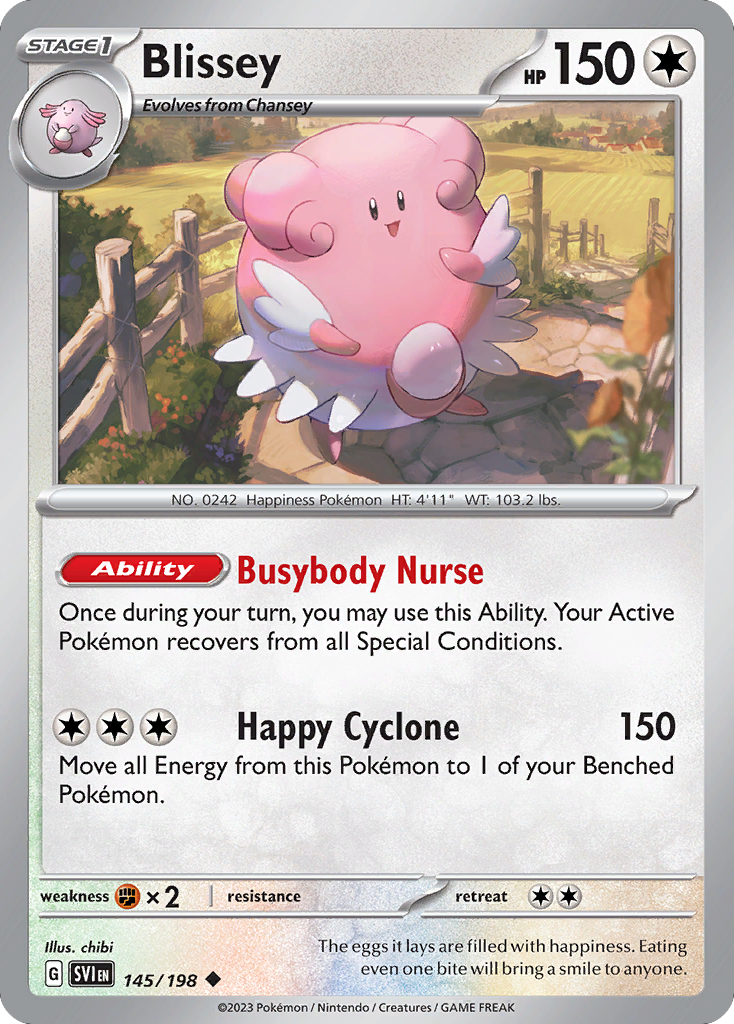 STAGE1
Blissey
HP 150
Evolves from Chansey
NO. 0242 Happiness Pokémon HT: 4'11" WT: 103.2 lbs.
Ability Busybody Nurse
Once during your turn, you may use this Ability. Your Active
Pokémon recovers from all Special Conditions.
Happy Cyclone 150
Move all Energy from this Pokémon to 1 of your Benched
Pokémon.
weakness ×2 resistance retreat
Illus. chibi
The eggs it lays are filled with happiness. Eating
even one bite will bring a smile to anyone.
G SVI EN 145/198
©2023 Pokémon / Nintendo / Creatures / GAME FREAK